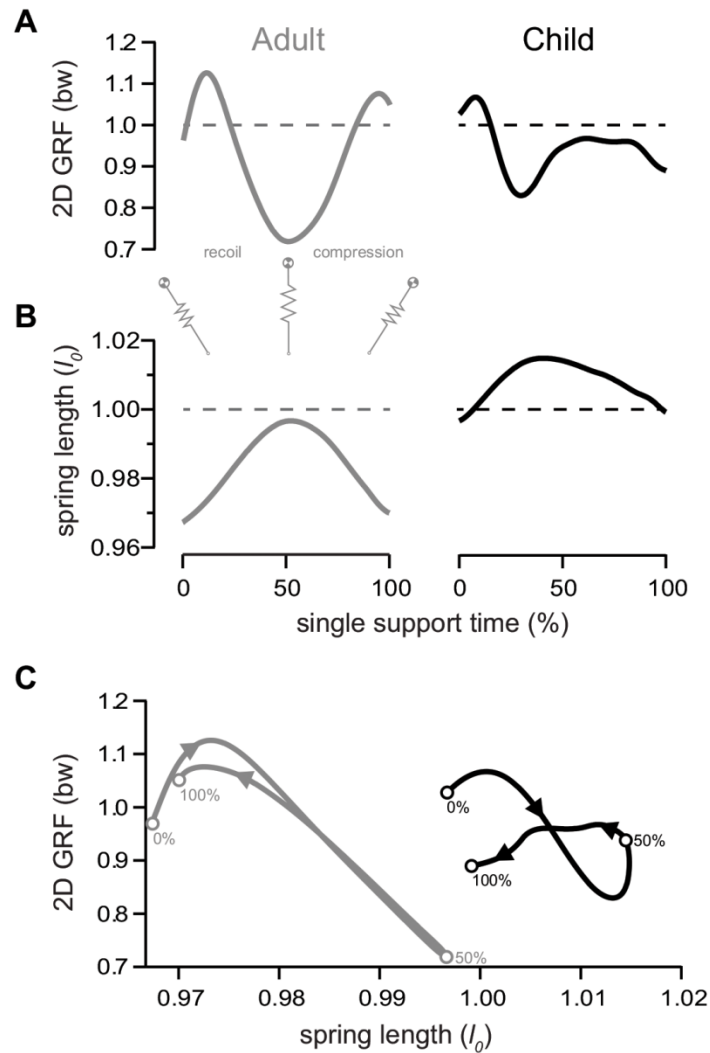 A
Adult
Child
2D GRF (bw)
1.2
1.1
1.0
0.9
0.8
0.7
recoil
compression
B
spring length (l0)
1.02
1.00
0.98
0.96
0
50
100
0
50
100
single support time (%)
C
2D GRF (bw)
1.2
1.1
1.0
0.9
0.8
0.7
0%
100%
50%
0%
50%
100%
0.97
0.98
0.99
1.00
1.01
1.02
spring length (l0)